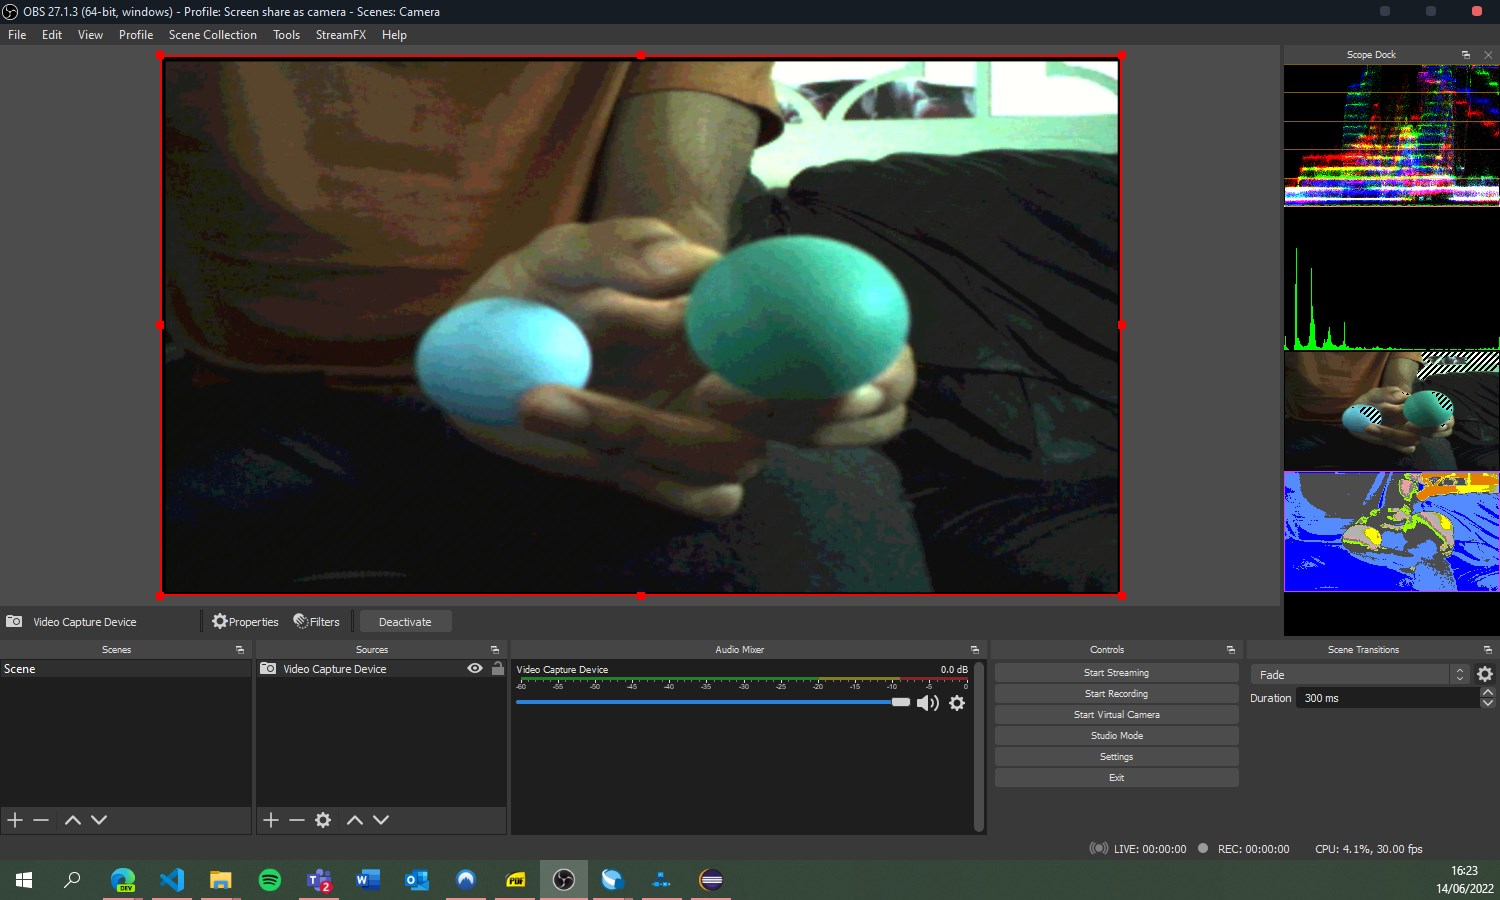 OBS 27.1.3 (64-bit, windows) - Profile: Screen share as camera - Scenes: Camera
File Edit View Profile Scene Collection Tools StreamFX Help
Scope Dock
Video Capture Device Properties Filters Deactivate
Scenes
Scene
Sources
Video Capture Device
Audio Mixer
Video Capture Device 0.0 dB
-60 -55 -50 -45 -40 -35 -30 -25 -20 -15 -10 -5 0
Controls
Start Streaming
Start Recording
Start Virtual Camera
Studio Mode
Settings
Exit
Scene Transitions
Fade
Duration 300 ms
LIVE: 00:00:00 REC: 00:00:00 CPU: 4.1%, 30.00 fps
DEV
2
PDF
16:23
14/06/2022